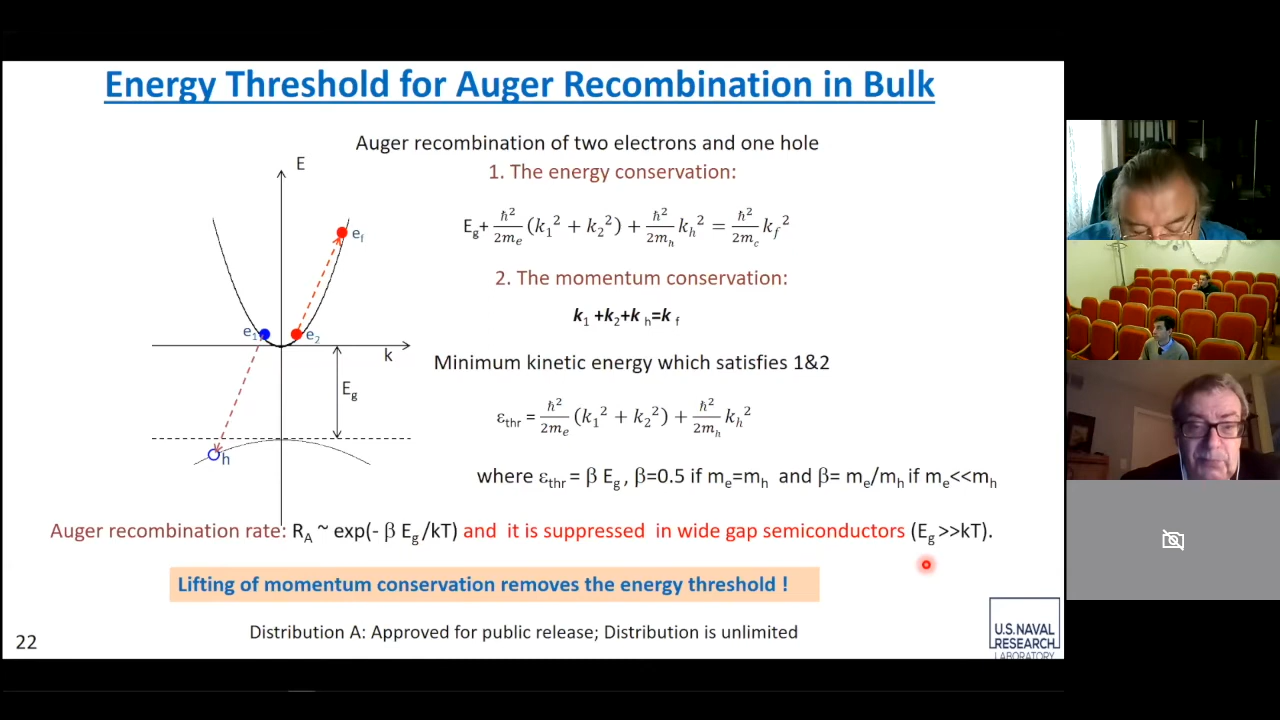 Energy Threshold for Auger Recombination in Bulk
Auger recombination of two electrons and one hole
1. The energy conservation:
E_g+ ℏ²/2m_e (k₁² + k₂²) + ℏ²/2m_h k_h² = ℏ²/2m_c k_f²
2. The momentum conservation:
k₁ +k₂+k _h=k _f
Minimum kinetic energy which satisfies 1&2
ε_thr = ℏ²/2m_e (k₁² + k₂²) + ℏ²/2m_h k_h²
where ε_thr = β E_g , β=0.5 if m_e=m_h and β= m_e/m_h if m_e<<m_h
E
e_f
e₁
e₂
k
E_g
h
Auger recombination rate: R_A ~ exp(- β E_g /kT) and it is suppressed in wide gap semiconductors (E_g >>kT).
Lifting of momentum conservation removes the energy threshold !
Distribution A: Approved for public release; Distribution is unlimited
22
U.S. NAVAL
RESEARCH
LABORATORY